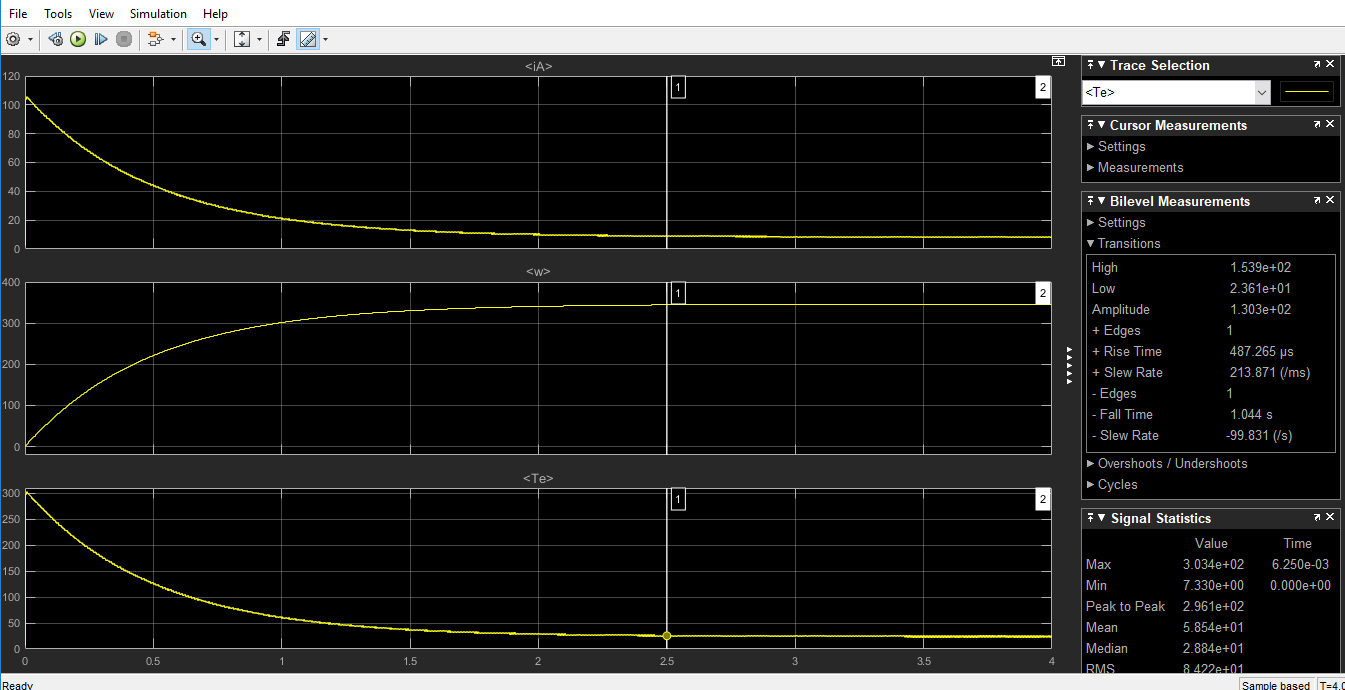 File Tools View Simulation Help
<iA>
120
100
80
60
40
20
0
1
2
<w>
400
300
200
100
0
1
2
<Te>
300
250
200
150
100
50
0
1
2
0 0.5 1 1.5 2 2.5 3 3.5 4
Trace Selection
<Te>
Cursor Measurements
Settings
Measurements
Bilevel Measurements
Settings
Transitions
High 1.539e+02
Low 2.361e+01
Amplitude 1.303e+02
+ Edges 1
+ Rise Time 487.265 µs
+ Slew Rate 213.871 (/ms)
- Edges 1
- Fall Time 1.044 s
- Slew Rate -99.831 (/s)
Overshoots / Undershoots
Cycles
Signal Statistics
Value Time
Max 3.034e+02 6.250e-03
Min 7.330e+00 0.000e+00
Peak to Peak 2.961e+02
Mean 5.854e+01
Median 2.884e+01
RMS 8.422e+01
Ready Sample based T=4.0